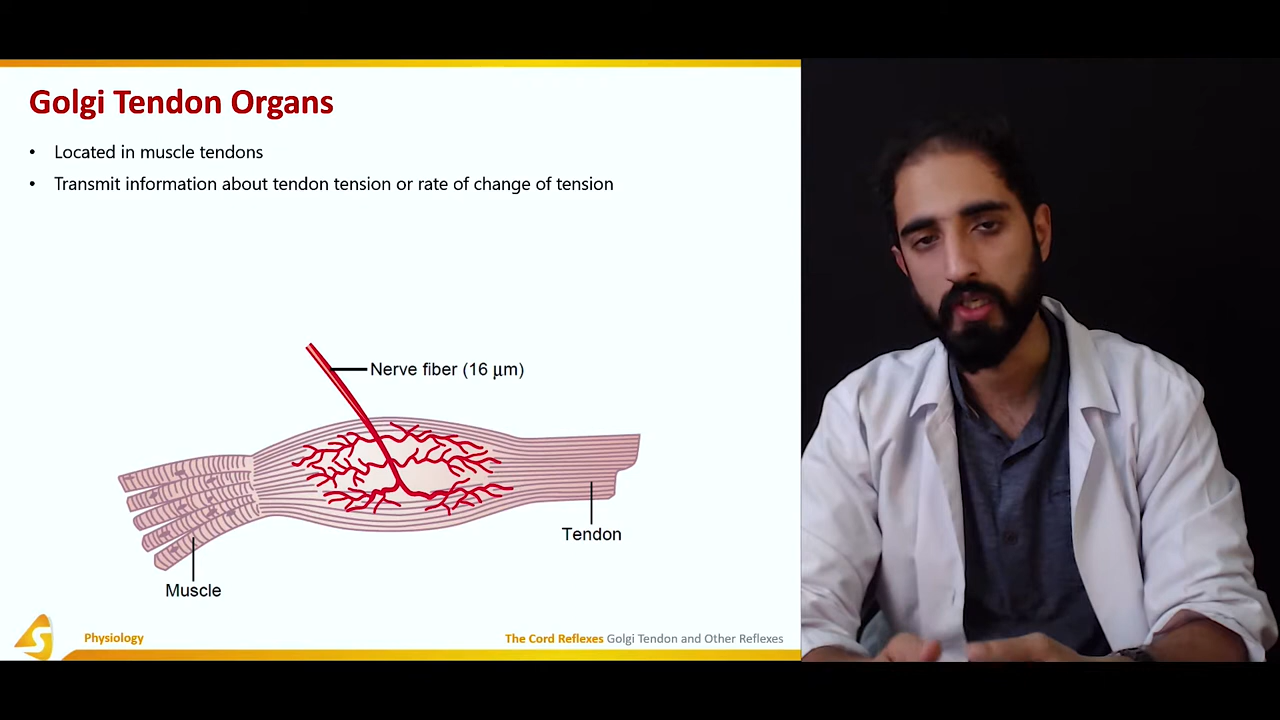 Golgi Tendon Organs
• Located in muscle tendons
• Transmit information about tendon tension or rate of change of tension
Nerve fiber (16 μm)
Tendon
Muscle
S
Physiology
The Cord Reflexes Golgi Tendon and Other Reflexes